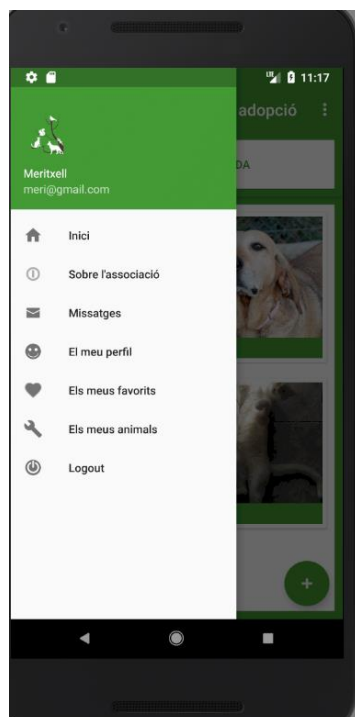 11:17
adopció
Meritxell
meri@gmail.com
DA
Inici
Sobre l'associació
Missatges
El meu perfil
Els meus favorits
Els meus animals
Logout